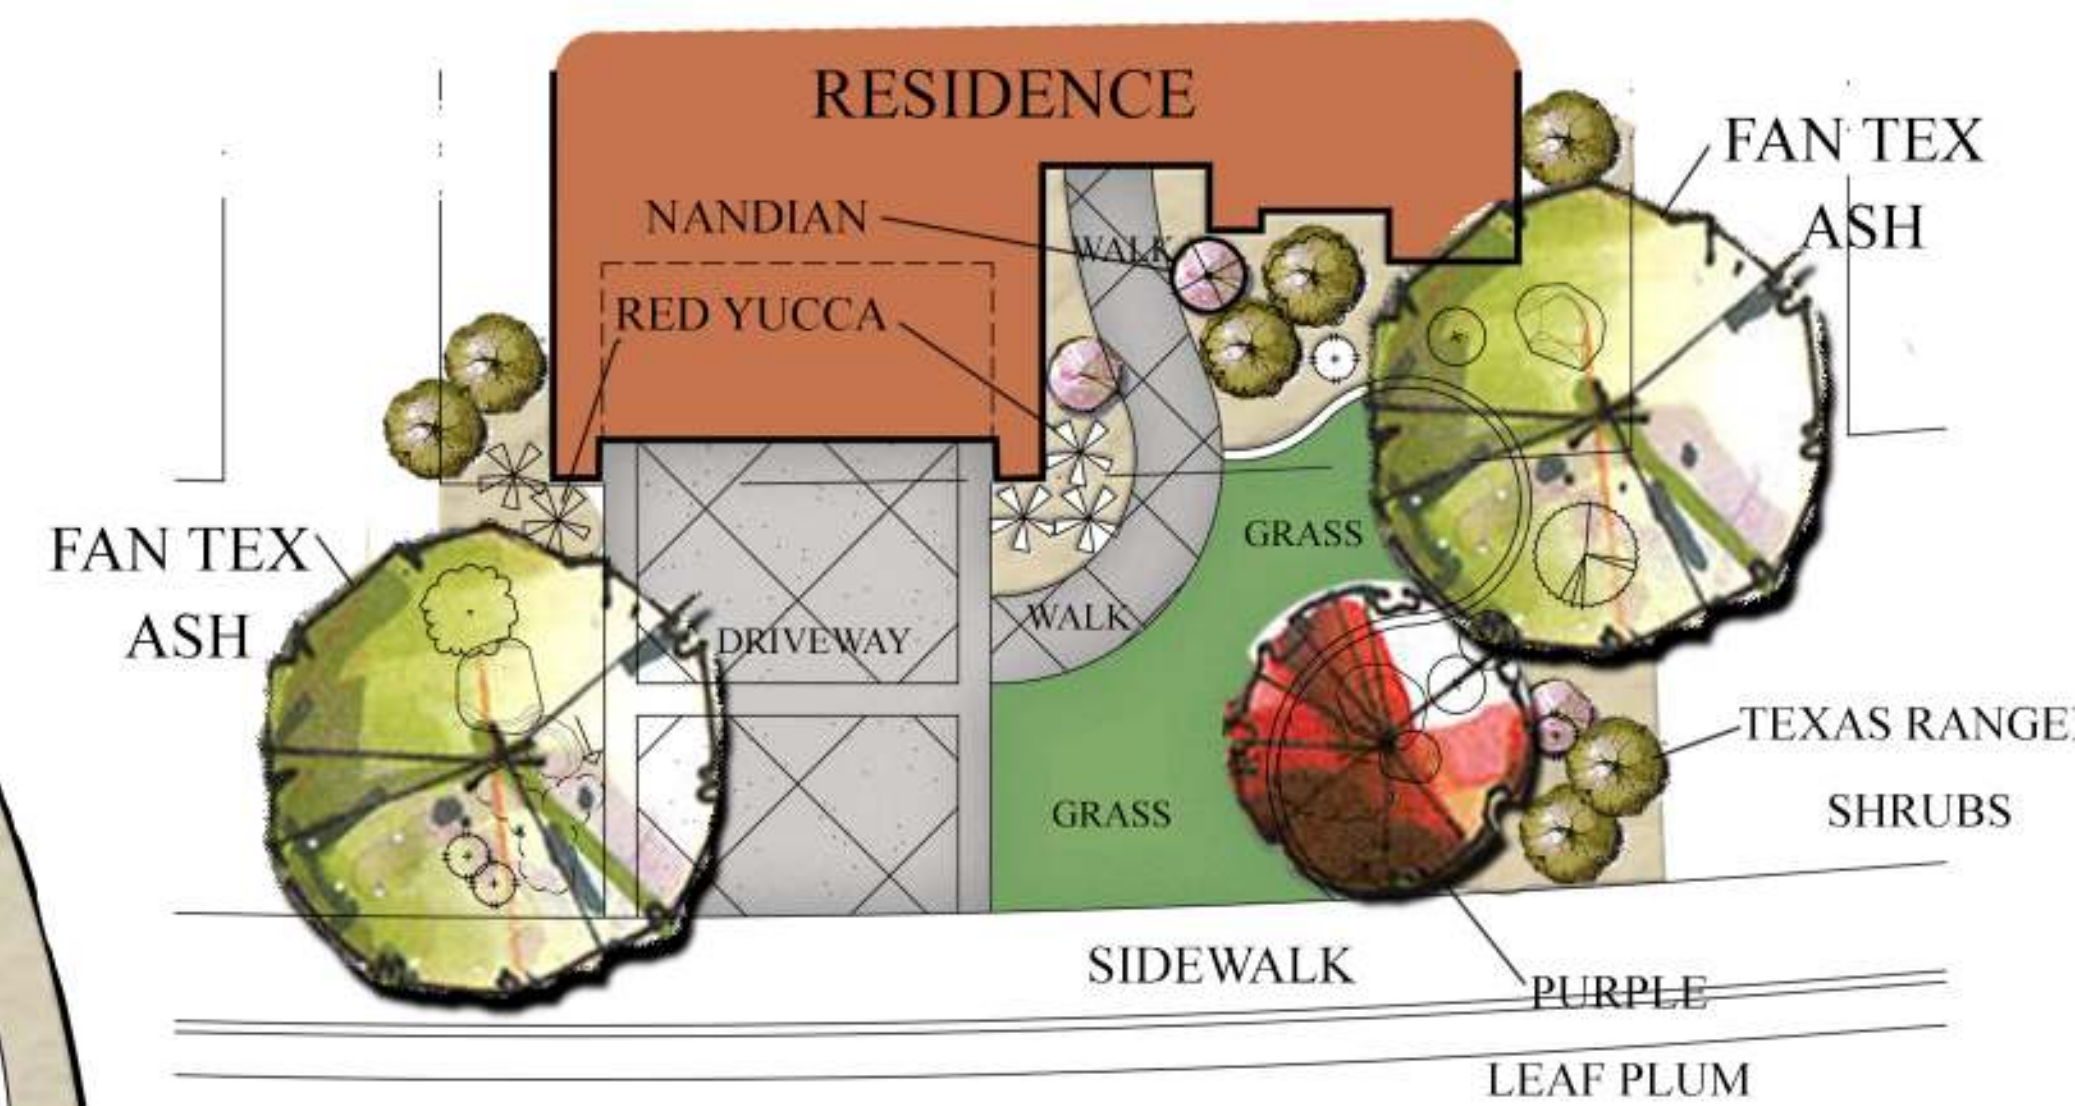 RESIDENCE
FAN TEX
ASH
NANDIAN
WALK
RED YUCCA
FAN TEX
ASH
GRASS
WALK
DRIVEWAY
TEXAS RANGE
SHRUBS
GRASS
SIDEWALK
PURPLE
LEAF PLUM